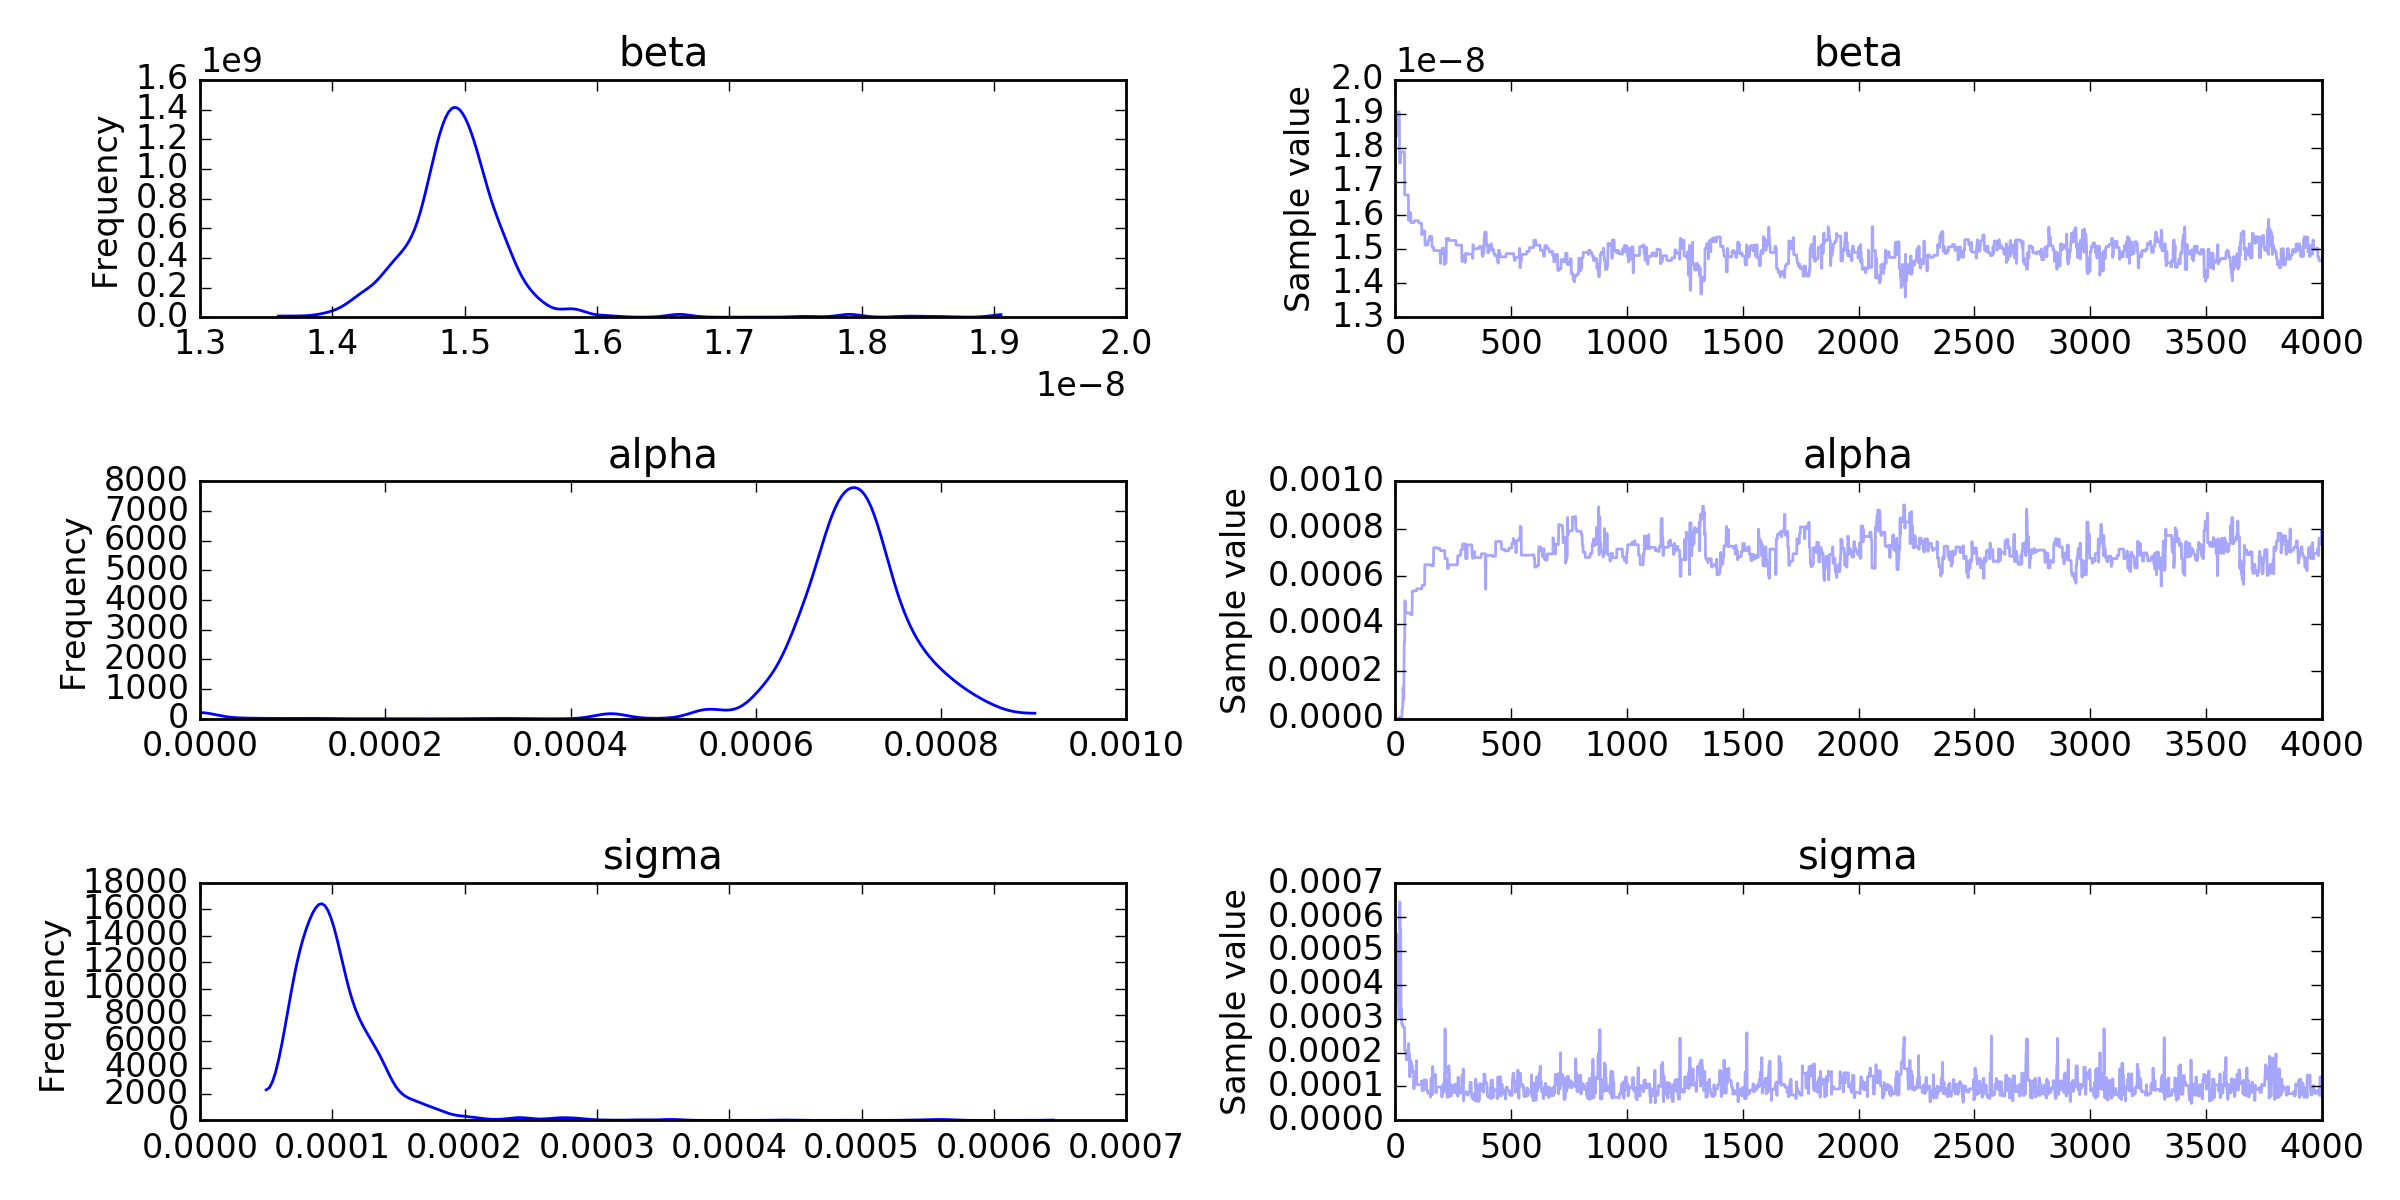 beta
1e9
Frequency
1.6
1.4
1.2
1.0
0.8
0.6
0.4
0.2
0.0
1.3 1.4 1.5 1.6 1.7 1.8 1.9 2.0
1e−8
beta
1e−8
Sample value
2.0
1.9
1.8
1.7
1.6
1.5
1.4
1.3
0 500 1000 1500 2000 2500 3000 3500 4000
alpha
Frequency
8000
7000
6000
5000
4000
3000
2000
1000
0
0.0000 0.0002 0.0004 0.0006 0.0008 0.0010
alpha
Sample value
0.0010
0.0008
0.0006
0.0004
0.0002
0.0000
0 500 1000 1500 2000 2500 3000 3500 4000
sigma
Frequency
18000
16000
14000
12000
10000
8000
6000
4000
2000
0
0.0000 0.0001 0.0002 0.0003 0.0004 0.0005 0.0006 0.0007
sigma
Sample value
0.0007
0.0006
0.0005
0.0004
0.0003
0.0002
0.0001
0.0000
0 500 1000 1500 2000 2500 3000 3500 4000